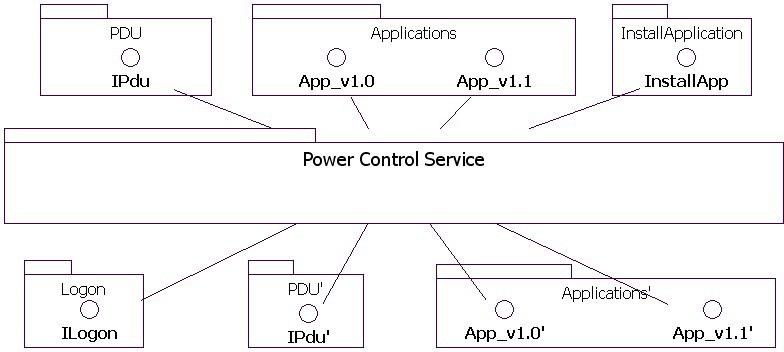 PDU Applications InstallApplication
IPdu App_v1.0 App_v1.1 InstallApp
Power Control Service
Logon PDU' Applications'
ILogon IPdu' App_v1.0' App_v1.1'